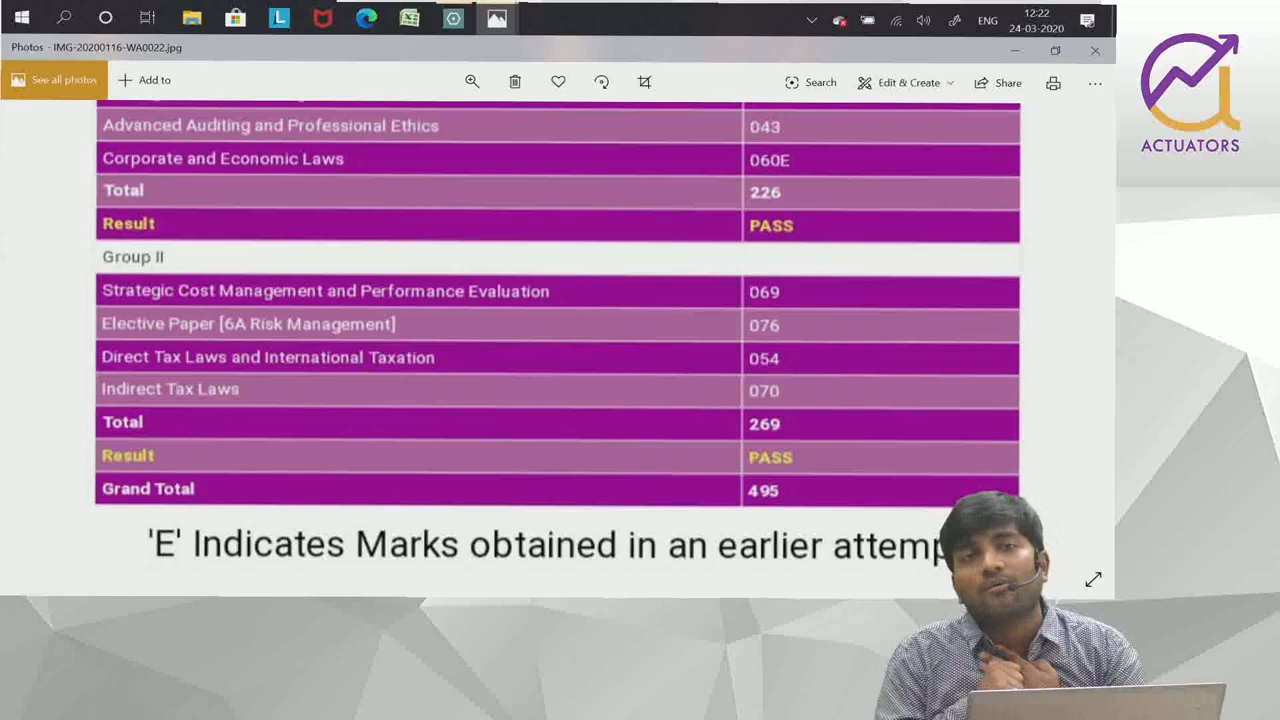 ENG
12:22
24-03-2020
Photos - IMG-20200116-WA0022.jpg
See all photos
Add to
Search
Edit & Create
Share
ACTUATORS
Advanced Auditing and Professional Ethics 043
Corporate and Economic Laws 060E
Total 226
Result PASS
Group II
Strategic Cost Management and Performance Evaluation 069
Elective Paper [6A Risk Management] 076
Direct Tax Laws and International Taxation 054
Indirect Tax Laws 070
Total 269
Result PASS
Grand Total 495
'E' Indicates Marks obtained in an earlier attemp